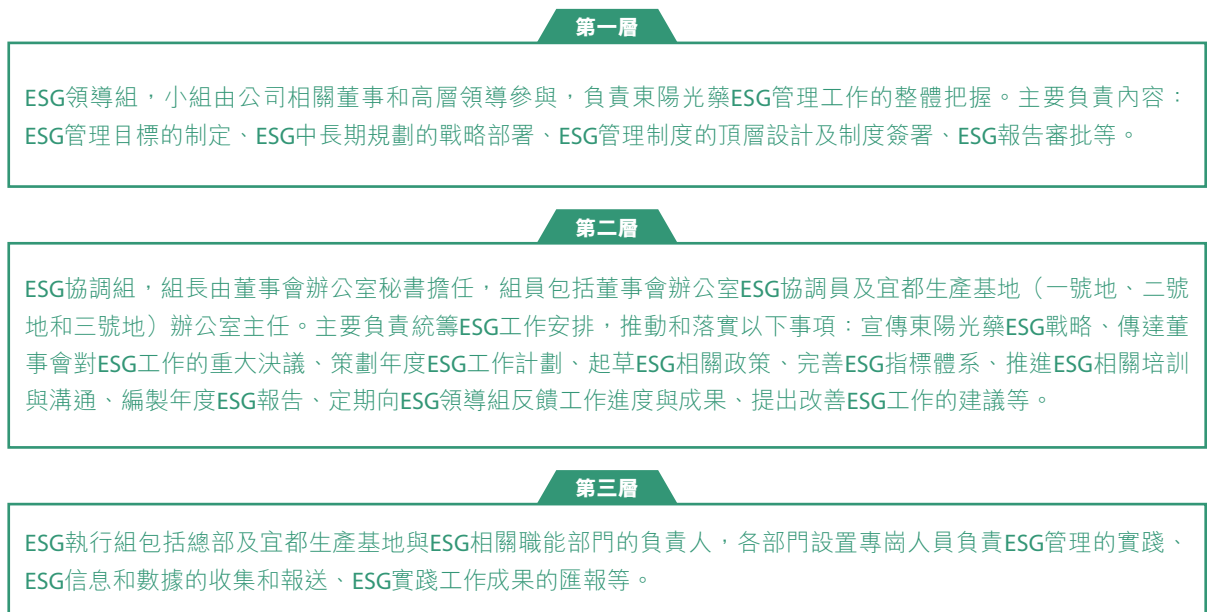 第一層
ESG領導組，小組由公司相關董事和高層領導參與，負責東陽光藥ESG管理工作的整體把握。主要負責內容：
ESG管理目標的制定、ESG中長期規劃的戰略部署、ESG管理制度的頂層設計及制度簽署、ESG報告審批等。
第二層
ESG協調組，組長由董事會辦公室秘書擔任，組員包括董事會辦公室ESG協調員及宜都生產基地（一號地、二號
地和三號地）辦公室主任。主要負責統籌ESG工作安排，推動和落實以下事項：宣傳東陽光藥ESG戰略、傳達董
事會對ESG工作的重大決議、策劃年度ESG工作計劃、起草ESG相關政策、完善ESG指標體系、推進ESG相關培訓
與溝通、編製年度ESG報告、定期向ESG領導組反饋工作進度與成果、提出改善ESG工作的建議等。
第三層
ESG執行組包括總部及宜都生產基地與ESG相關職能部門的負責人，各部門設置專崗人員負責ESG管理的實踐、
ESG信息和數據的收集和報送、ESG實踐工作成果的匯報等。